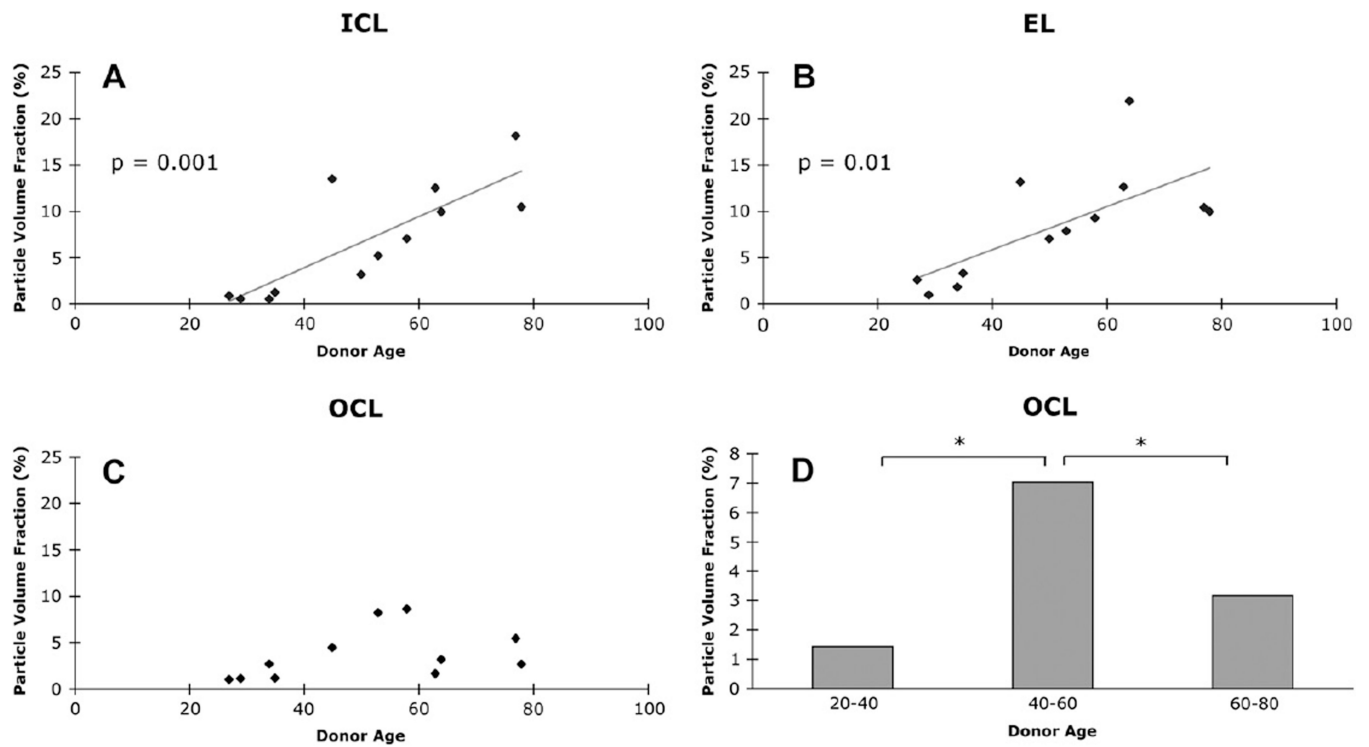 ICL
A
Particle Volume Fraction (%)
25
20
15
10
5
0
p = 0.001
0 20 40 60 80 100
Donor Age
EL
B
Particle Volume Fraction (%)
25
20
15
10
5
0
p = 0.01
0 20 40 60 80 100
Donor Age
OCL
C
Particle Volume Fraction (%)
25
20
15
10
5
0
0 20 40 60 80 100
Donor Age
OCL
D
Particle Volume Fraction (%)
8
7
6
5
4
3
2
1
0
* *
20-40 40-60 60-80
Donor Age